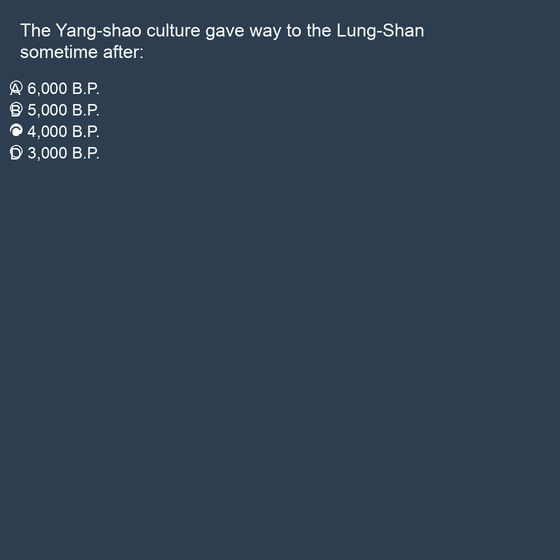 The Yang-shao culture gave way to the Lung-Shan
sometime after:
A 6,000 B.P.
B 5,000 B.P.
4,000 B.P.
D 3,000 B.P.